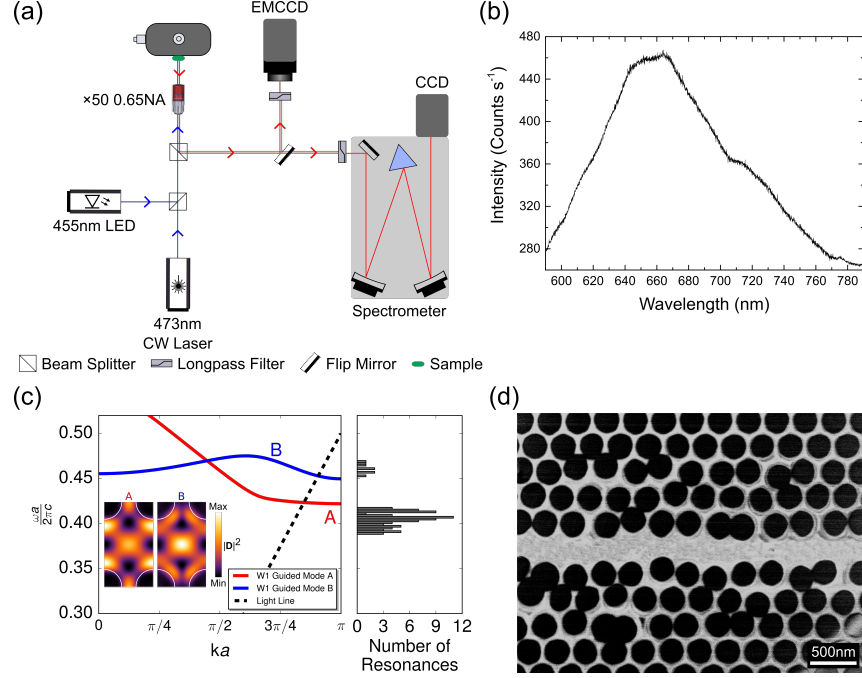 (a)
EMCCD
×50 0.65NA
CCD
455nm LED
473nm
CW Laser
Spectrometer
Beam Splitter
Longpass Filter
Flip Mirror
Sample
(b)
480
440
400
360
320
280
Intensity (Counts s⁻¹)
600 620 640 660 680 700 720 740 760 780
Wavelength (nm)
(c)
0.50
0.45
0.40
0.35
0.30
ωa
2πc
B
A
A
B
Max
|D|²
Min
W1 Guided Mode A
W1 Guided Mode B
Light Line
0 π/4 π/2 3π/4 π
ka
0 3 6 9 12
Number of
Resonances
(d)
500nm